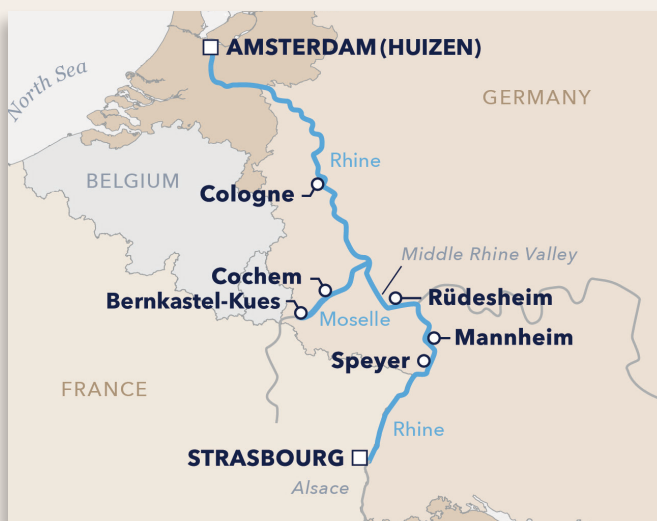 AMSTERDAM (HUIZEN)
North Sea
GERMANY
Rhine
BELGIUM
Cologne
Middle Rhine Valley
Cochem
Bernkastel-Kues
Rüdesheim
Moselle
Mannheim
Speyer
FRANCE
Rhine
STRASBOURG
Alsace